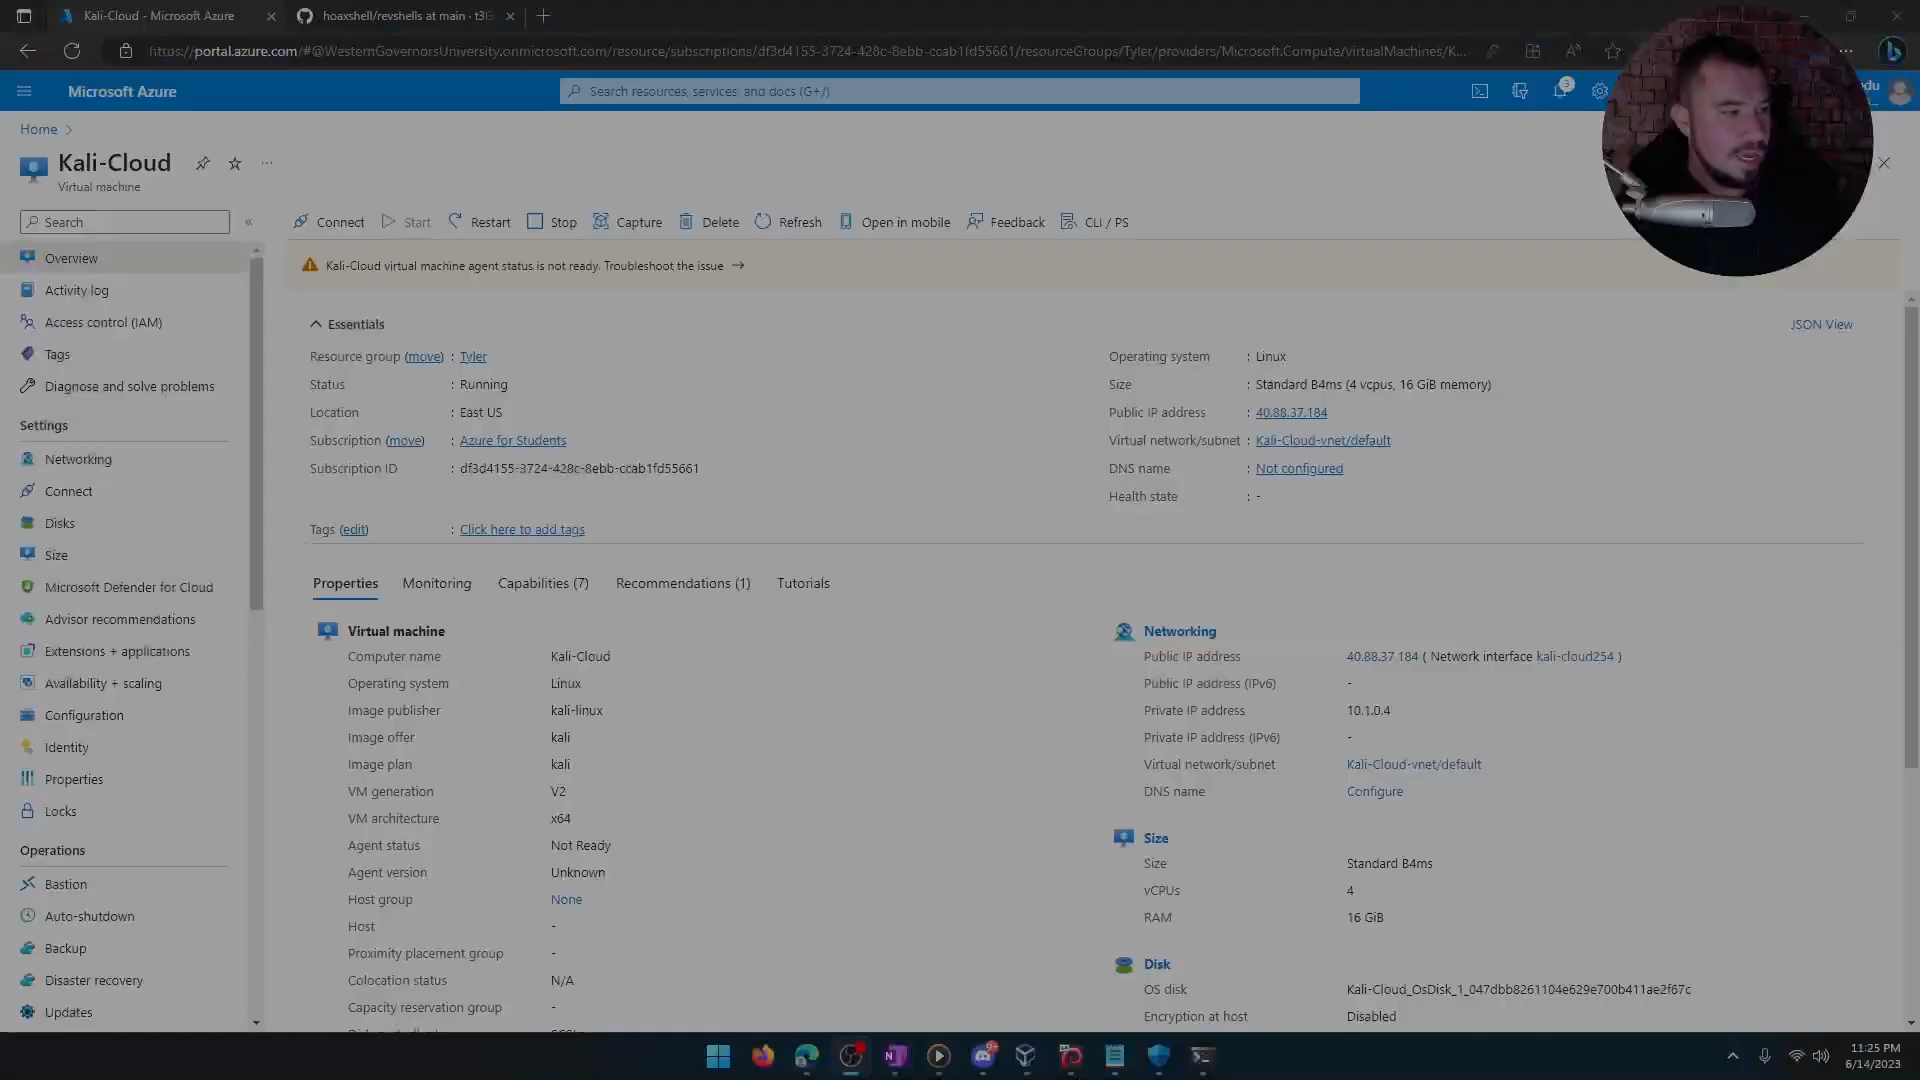 Kali-Cloud - Microsoft Azure
hoaxshell/revshells at main · t3l3
https://portal.azure.com/#@WesternGovernorsUniversity.onmicrosoft.com/resource/subscriptions/df3d4155-3724-428c-8ebb-ccab1fd55661/resourceGroups/Tyler/providers/Microsoft.Compute/virtualMachines/K...
Microsoft Azure
Search resources, services, and docs (G+/)
3
du
Home
Kali-Cloud
Virtual machine
Search
Connect Start Restart Stop Capture Delete Refresh Open in mobile Feedback CLI / PS
Kali-Cloud virtual machine agent status is not ready. Troubleshoot the issue →
Overview
Activity log
Access control (IAM)
Tags
Diagnose and solve problems
Settings
Networking
Connect
Disks
Size
Microsoft Defender for Cloud
Advisor recommendations
Extensions + applications
Availability + scaling
Configuration
Identity
Properties
Locks
Operations
Bastion
Auto-shutdown
Backup
Disaster recovery
Updates
Essentials
JSON View
Resource group (move) : Tyler
Status : Running
Location : East US
Subscription (move) : Azure for Students
Subscription ID : df3d4155-3724-428c-8ebb-ccab1fd55661
Tags (edit) : Click here to add tags
Operating system : Linux
Size : Standard B4ms (4 vcpus, 16 GiB memory)
Public IP address : 40.88.37.184
Virtual network/subnet : Kali-Cloud-vnet/default
DNS name : Not configured
Health state : -
Properties Monitoring Capabilities (7) Recommendations (1) Tutorials
Virtual machine
Computer name Kali-Cloud
Operating system Linux
Image publisher kali-linux
Image offer kali
Image plan kali
VM generation V2
VM architecture x64
Agent status Not Ready
Agent version Unknown
Host group None
Host -
Proximity placement group -
Colocation status N/A
Capacity reservation group -
Networking
Public IP address 40.88.37.184 ( Network interface kali-cloud254 )
Public IP address (IPv6) -
Private IP address 10.1.0.4
Private IP address (IPv6) -
Virtual network/subnet Kali-Cloud-vnet/default
DNS name Configure
Size
Size Standard B4ms
vCPUs 4
RAM 16 GiB
Disk
OS disk Kali-Cloud_OsDisk_1_047dbb8261104e629e700b411ae2f67c
Encryption at host Disabled
11:25 PM
6/14/2023